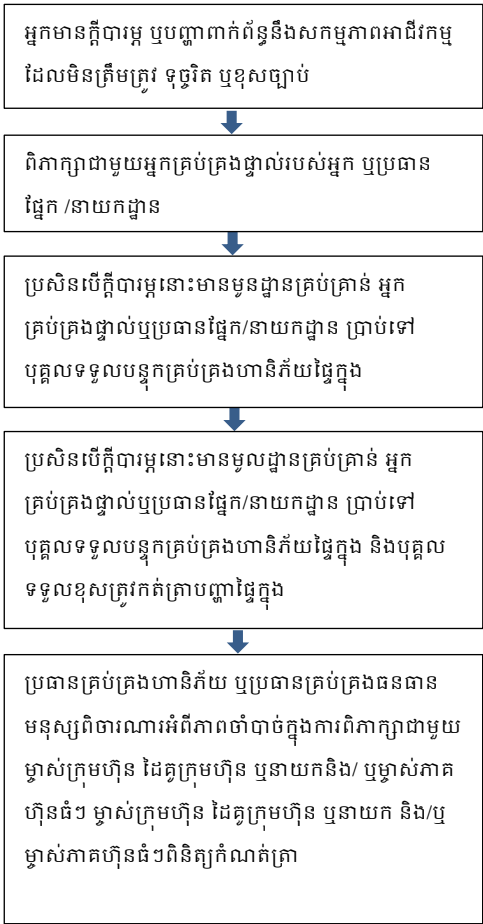 អ្នកមានក្តីបារម្ភ ឬបញ្ហាពាក់ព័ន្ធនឹងសកម្មភាពអាជីវកម្ម
ដែលមិនត្រឹមត្រូវ ទុច្ចរិត ឬខុសច្បាប់
ពិភាក្សាជាមួយអ្នកគ្រប់គ្រងផ្ទាល់របស់អ្នក ឬប្រធាន
ផ្នែក /នាយកដ្ឋាន
ប្រសិនបើក្តីបារម្ភនោះមានមូនដ្ឋានគ្រប់គ្រាន់ អ្នក
គ្រប់គ្រងផ្ទាល់ឬប្រធានផ្នែក/នាយកដ្ឋាន ប្រាប់ទៅ
បុគ្គលទទួលបន្ទុកគ្រប់គ្រងហានិភ័យផ្ទៃក្នុង
ប្រសិនបើក្តីបារម្ភនោះមានមូលដ្ឋានគ្រប់គ្រាន់ អ្នក
គ្រប់គ្រងផ្ទាល់ឬប្រធានផ្នែក/នាយកដ្ឋាន ប្រាប់ទៅ
បុគ្គលទទួលបន្ទុកគ្រប់គ្រងហានិភ័យផ្ទៃក្នុង និងបុគ្គល
ទទួលខុសត្រូវកត់ត្រាបញ្ហាផ្ទៃក្នុង
ប្រធានគ្រប់គ្រងហានិភ័យ ឬប្រធានគ្រប់គ្រងធនធាន
មនុស្សពិចារណារអំពីភាពចាំបាច់ក្នុងការពិភាក្សាជាមួយ
ម្ចាស់ក្រុមហ៊ុន ដៃគូក្រុមហ៊ុន ឬនាយកនិង/ ឬម្ចាស់ភាគ
ហ៊ុនធំៗ ម្ចាស់ក្រុមហ៊ុន ដៃគូក្រុមហ៊ុន ឬនាយក និង/ឬ
ម្ចាស់ភាគហ៊ុនធំៗពិនិត្យកំណត់ត្រា